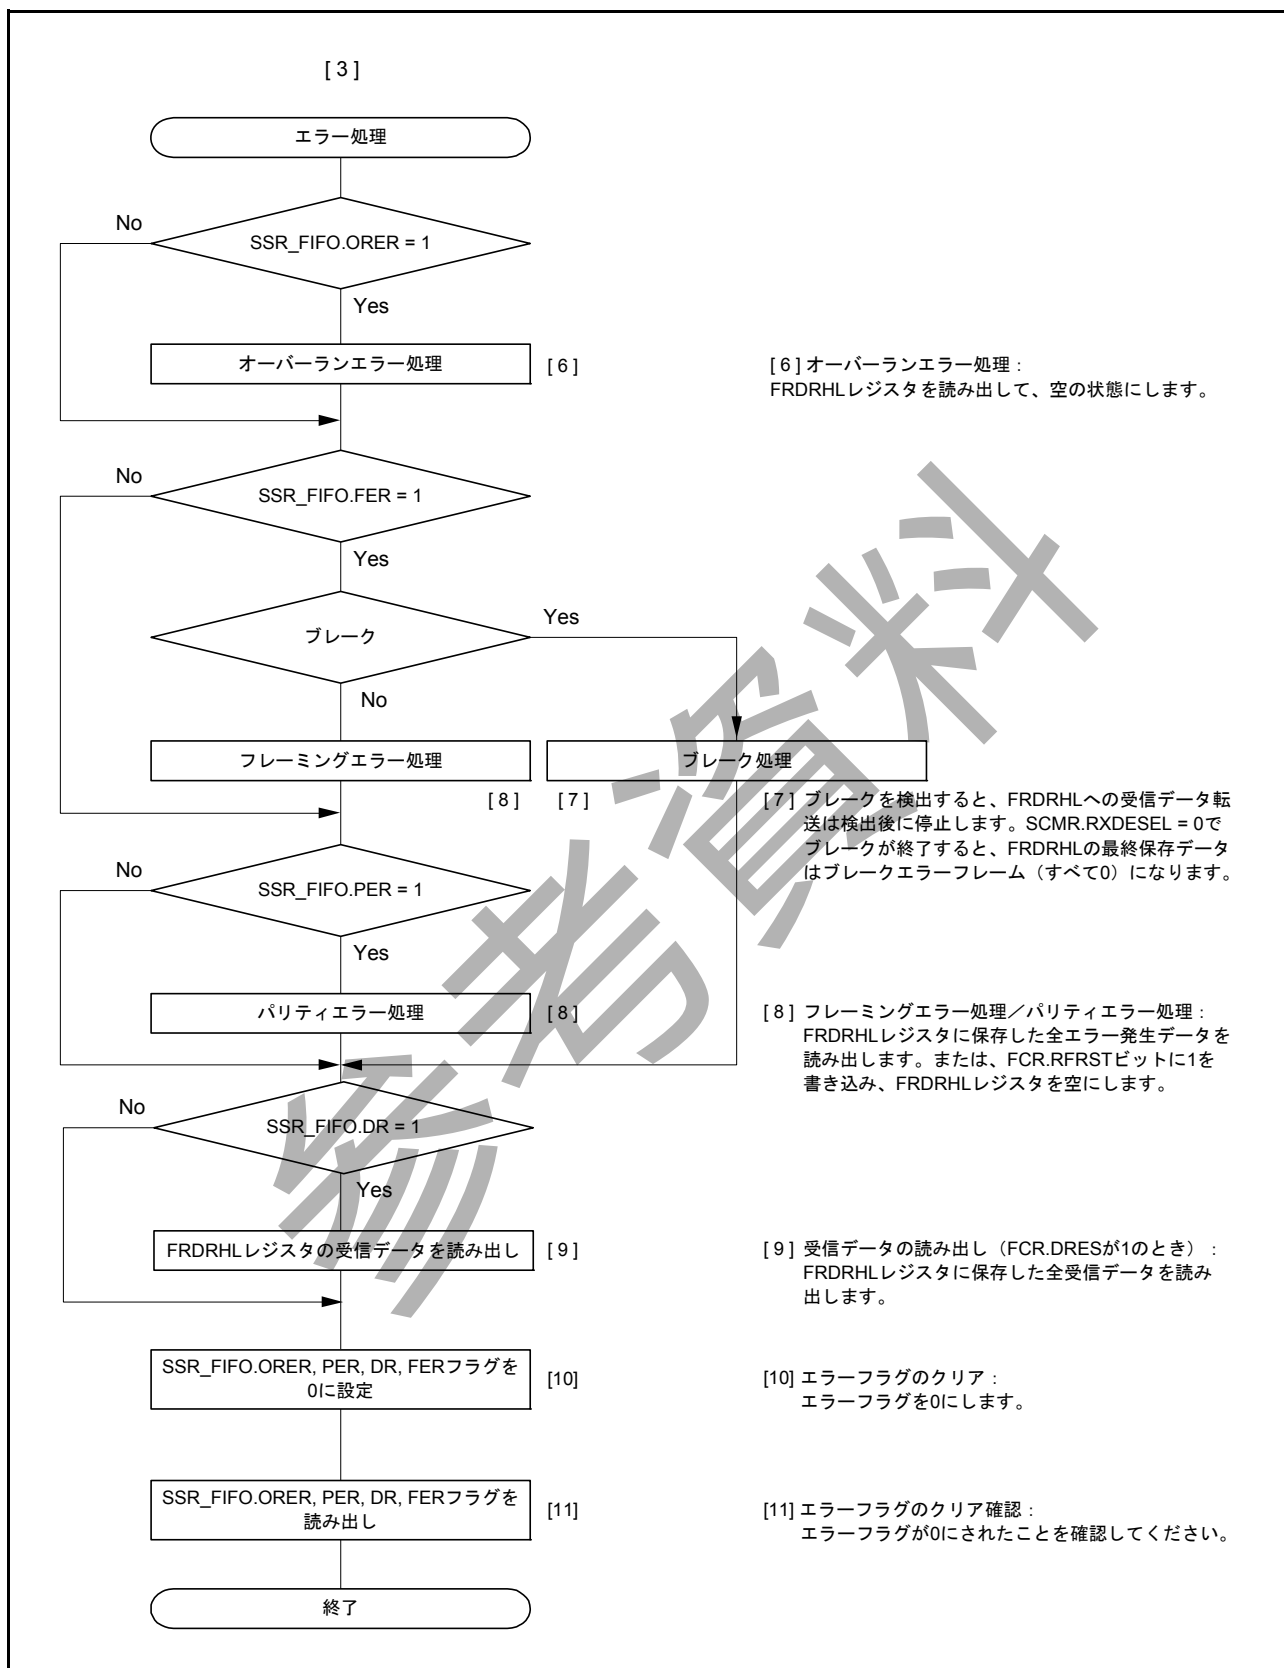 [ 3 ]
エラー処理
No
SSR_FIFO.ORER = 1
Yes
オーバーランエラー処理
[ 6 ]
[ 6 ] オーバーランエラー処理：
FRDRHLレジスタを読み出して、空の状態にします。
No
SSR_FIFO.FER = 1
Yes
ブレーク
Yes
No
フレーミングエラー処理
ブレーク処理
[ 8 ]
[ 7 ]
[ 7 ] ブレークを検出すると、FRDRHLへの受信データ転
送は検出後に停止します。SCMR.RXDESEL = 0で
ブレークが終了すると、FRDRHLの最終保存データ
はブレークエラーフレーム（すべて0）になります。
No
SSR_FIFO.PER = 1
Yes
パリティエラー処理
[ 8 ]
[ 8 ] フレーミングエラー処理／パリティエラー処理：
FRDRHLレジスタに保存した全エラー発生データを
読み出します。または、FCR.RFRSTビットに1を
書き込み、FRDRHLレジスタを空にします。
No
SSR_FIFO.DR = 1
Yes
FRDRHLレジスタの受信データを読み出し
[ 9 ]
[ 9 ] 受信データの読み出し（FCR.DRESが1のとき）：
FRDRHLレジスタに保存した全受信データを読み
出します。
SSR_FIFO.ORER, PER, DR, FERフラグを
0に設定
[10]
[10] エラーフラグのクリア：
エラーフラグを0にします。
SSR_FIFO.ORER, PER, DR, FERフラグを
読み出し
[11]
[11] エラーフラグのクリア確認：
エラーフラグが0にされたことを確認してください。
終了
参考資料